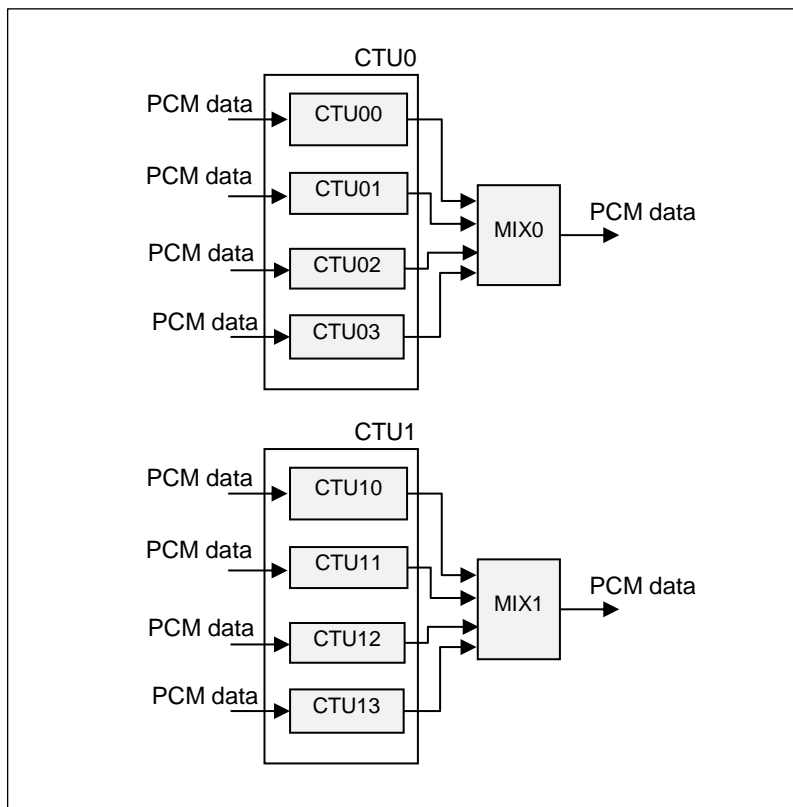 CTU0
PCM data
CTU00
PCM data
CTU01
MIX0
PCM data
PCM data
CTU02
PCM data
CTU03
CTU1
PCM data
CTU10
PCM data
CTU11
MIX1
PCM data
PCM data
CTU12
PCM data
CTU13